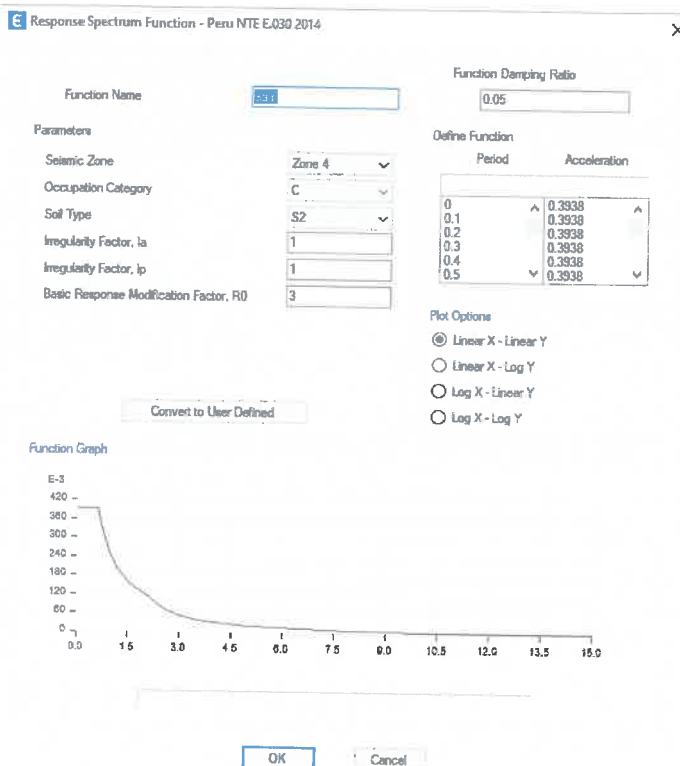 E Response Spectrum Function - Peru NTE E.030 2014
Function Name
Function Damping Ratio
0.05
Parameters
Seismic Zone Zone 4
Occupation Category C
Soil Type S2
Irregularity Factor, Ia 1
Irregularity Factor, Ip 1
Basic Response Modification Factor, R0 3
Define Function
Period Acceleration
0 0.3938
0.1 0.3938
0.2 0.3938
0.3 0.3938
0.4 0.3938
0.5 0.3938
Plot Options
Linear X - Linear Y
Linear X - Log Y
Log X - Linear Y
Log X - Log Y
Convert to User Defined
Function Graph
E-3
420
360
300
240
180
120
60
0
0.0 1.5 3.0 4.5 6.0 7.5 9.0 10.5 12.0 13.5 15.0
OK Cancel